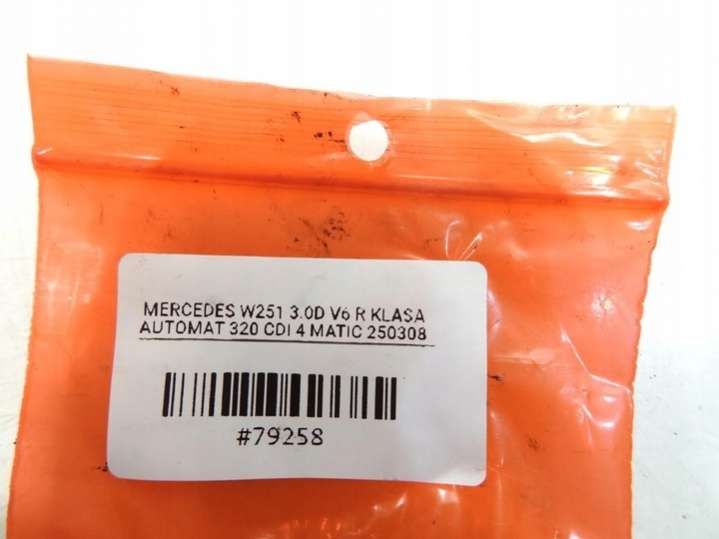 MERCEDES W251 3.0D V6 R KLASA
AUTOMAT 320 CDI 4 MATIC 250308
#79258